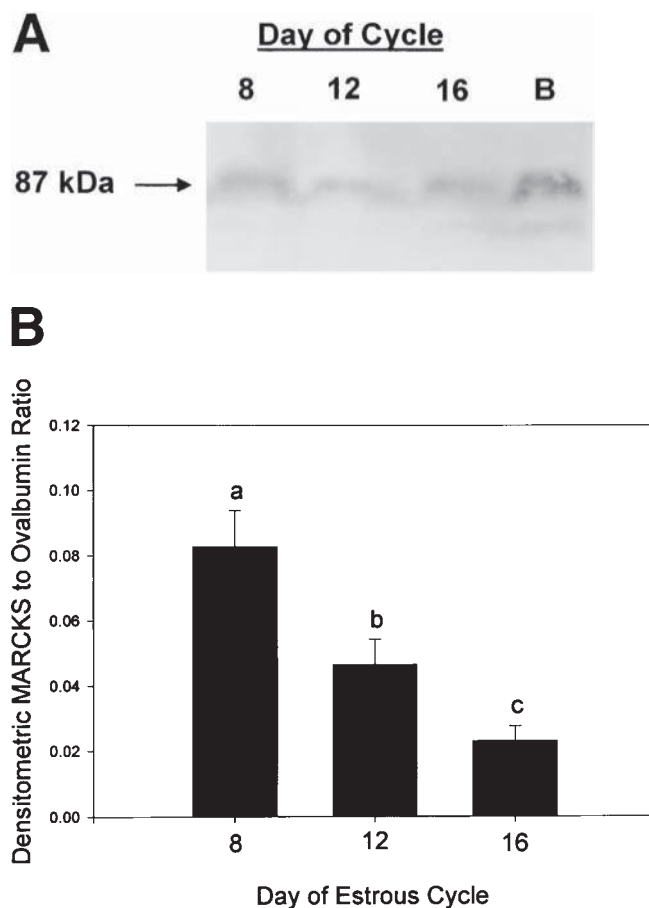 A
Day of Cycle
8 12 16 B
87 kDa
B
Densitometric MARCKS to Ovalbumin Ratio
0.12
0.10
0.08
0.06
0.04
0.02
0.00
a
b
c
8 12 16
Day of Estrous Cycle